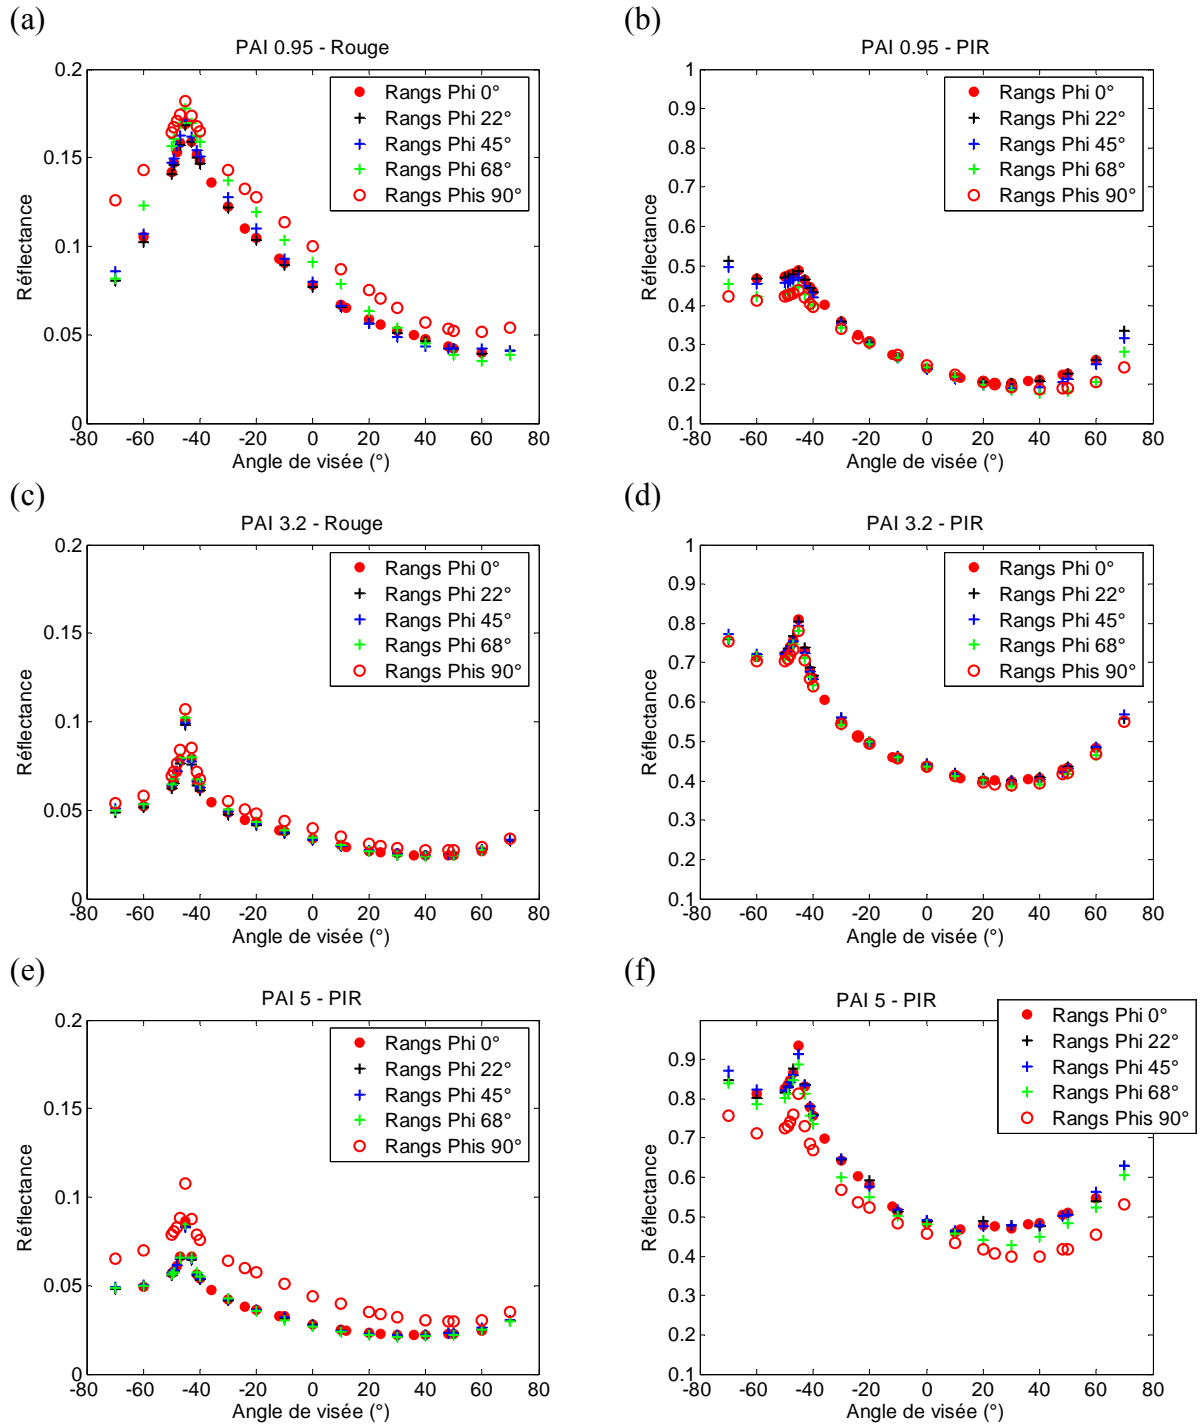 (a)
PAI 0.95 - Rouge
Réflectance
0.2
0.15
0.1
0.05
0
-80 -60 -40 -20 0 20 40 60 80
Angle de visée (°)
Rangs Phi 0°
Rangs Phi 22°
Rangs Phi 45°
Rangs Phi 68°
Rangs Phis 90°
(b)
PAI 0.95 - PIR
Réflectance
1
0.9
0.8
0.7
0.6
0.5
0.4
0.3
0.2
0.1
-80 -60 -40 -20 0 20 40 60 80
Angle de visée (°)
Rangs Phi 0°
Rangs Phi 22°
Rangs Phi 45°
Rangs Phi 68°
Rangs Phis 90°
(c)
PAI 3.2 - Rouge
Réflectance
0.2
0.15
0.1
0.05
0
-80 -60 -40 -20 0 20 40 60 80
Angle de visée (°)
Rangs Phi 0°
Rangs Phi 22°
Rangs Phi 45°
Rangs Phi 68°
Rangs Phis 90°
(d)
PAI 3.2 - PIR
Réflectance
1
0.9
0.8
0.7
0.6
0.5
0.4
0.3
0.2
0.1
-80 -60 -40 -20 0 20 40 60 80
Angle de visée (°)
Rangs Phi 0°
Rangs Phi 22°
Rangs Phi 45°
Rangs Phi 68°
Rangs Phis 90°
(e)
PAI 5 - PIR
Réflectance
0.2
0.15
0.1
0.05
0
-80 -60 -40 -20 0 20 40 60 80
Angle de visée (°)
Rangs Phi 0°
Rangs Phi 22°
Rangs Phi 45°
Rangs Phi 68°
Rangs Phis 90°
(f)
PAI 5 - PIR
Réflectance
0.9
0.8
0.7
0.6
0.5
0.4
0.3
0.2
0.1
-80 -60 -40 -20 0 20 40 60 80
Angle de visée (°)
Rangs Phi 0°
Rangs Phi 22°
Rangs Phi 45°
Rangs Phi 68°
Rangs Phis 90°